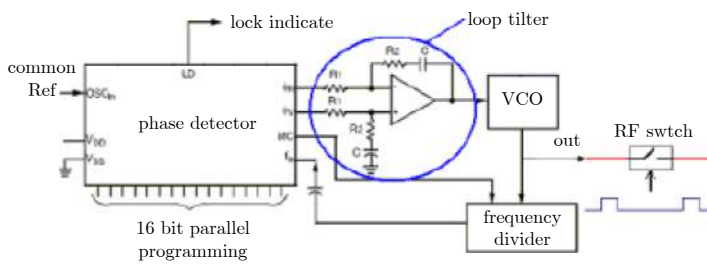 lock indicate
loop tilter
common
Ref
LD
OSCin
phase detector
R1
R1
R2
C
R2
C
VCO
VDD
VSS
MC
out
RF swtch
16 bit parallel
programming
frequency
divider